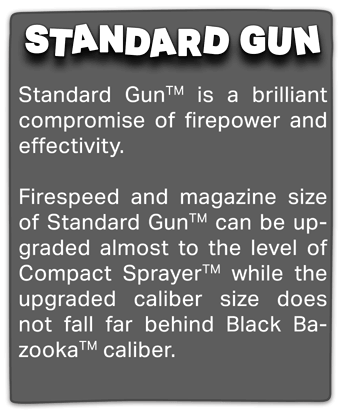 STANDARD GUN
Standard Gun™ is a brilliant
compromise of firepower and
effectivity.
Firespeed and magazine size
of Standard Gun™ can be up-
graded almost to the level of
Compact Sprayer™ while the
upgraded caliber size does
not fall far behind Black Ba-
zooka™ caliber.